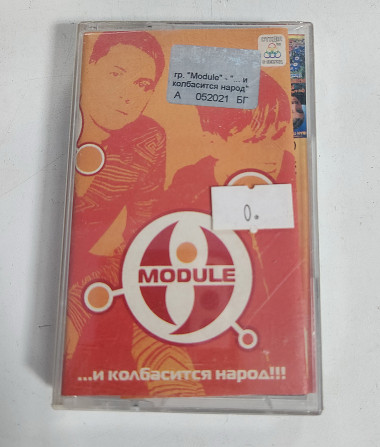 гр. "Module" - "... и
колбасится народ"
А 052021 БГ
0.
MODULE
...и колбасится народ!!!